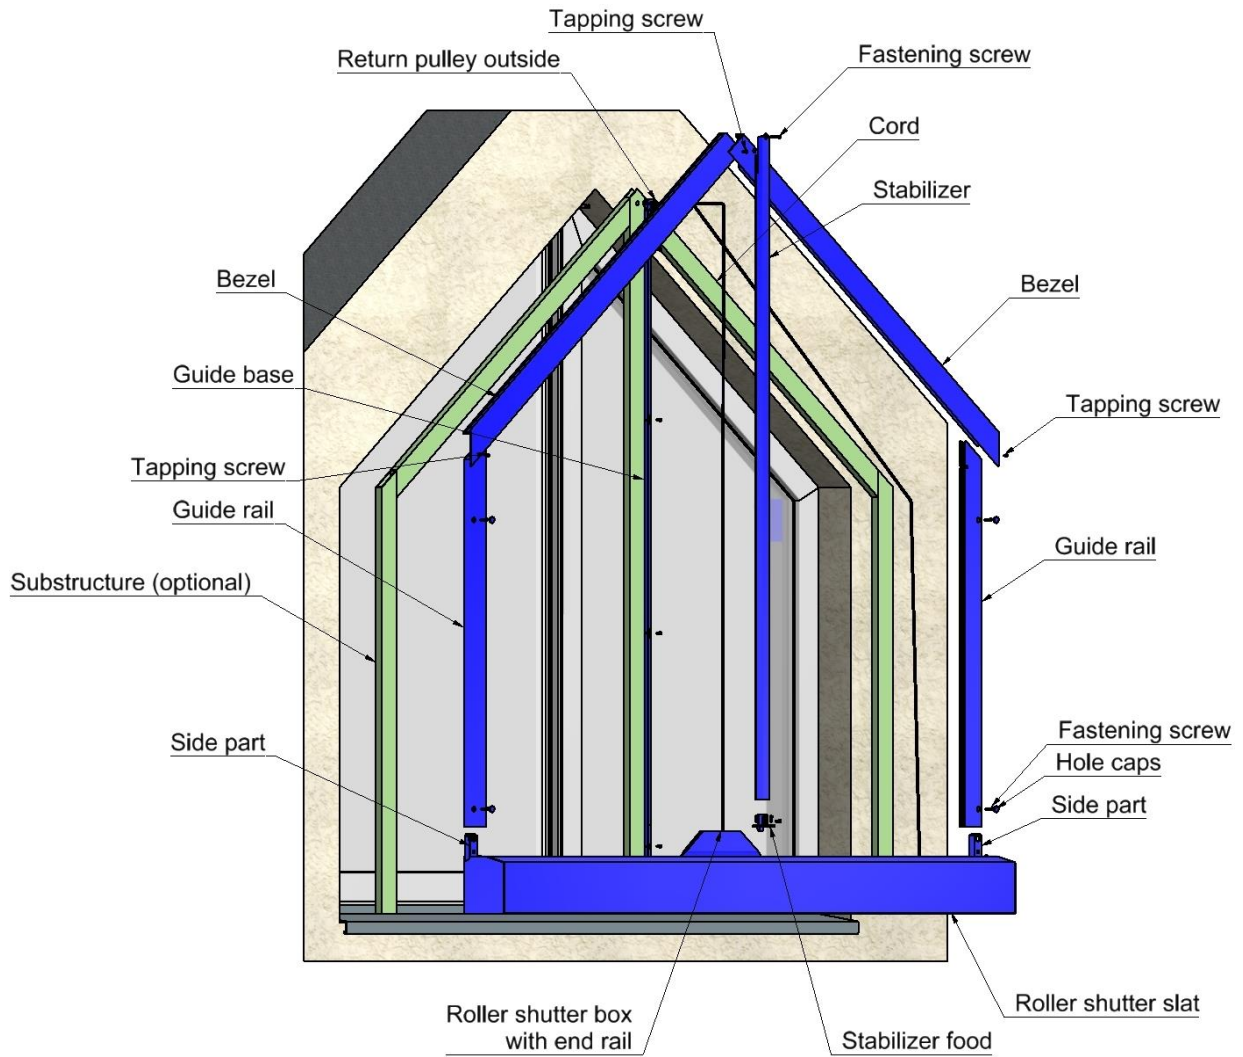 Tapping screw
Return pulley outside
Fastening screw
Cord
Stabilizer
Bezel
Bezel
Guide base
Tapping screw
Tapping screw
Guide rail
Guide rail
Substructure (optional)
Side part
Fastening screw
Hole caps
Side part
Roller shutter box
with end rail
Roller shutter slat
Stabilizer food